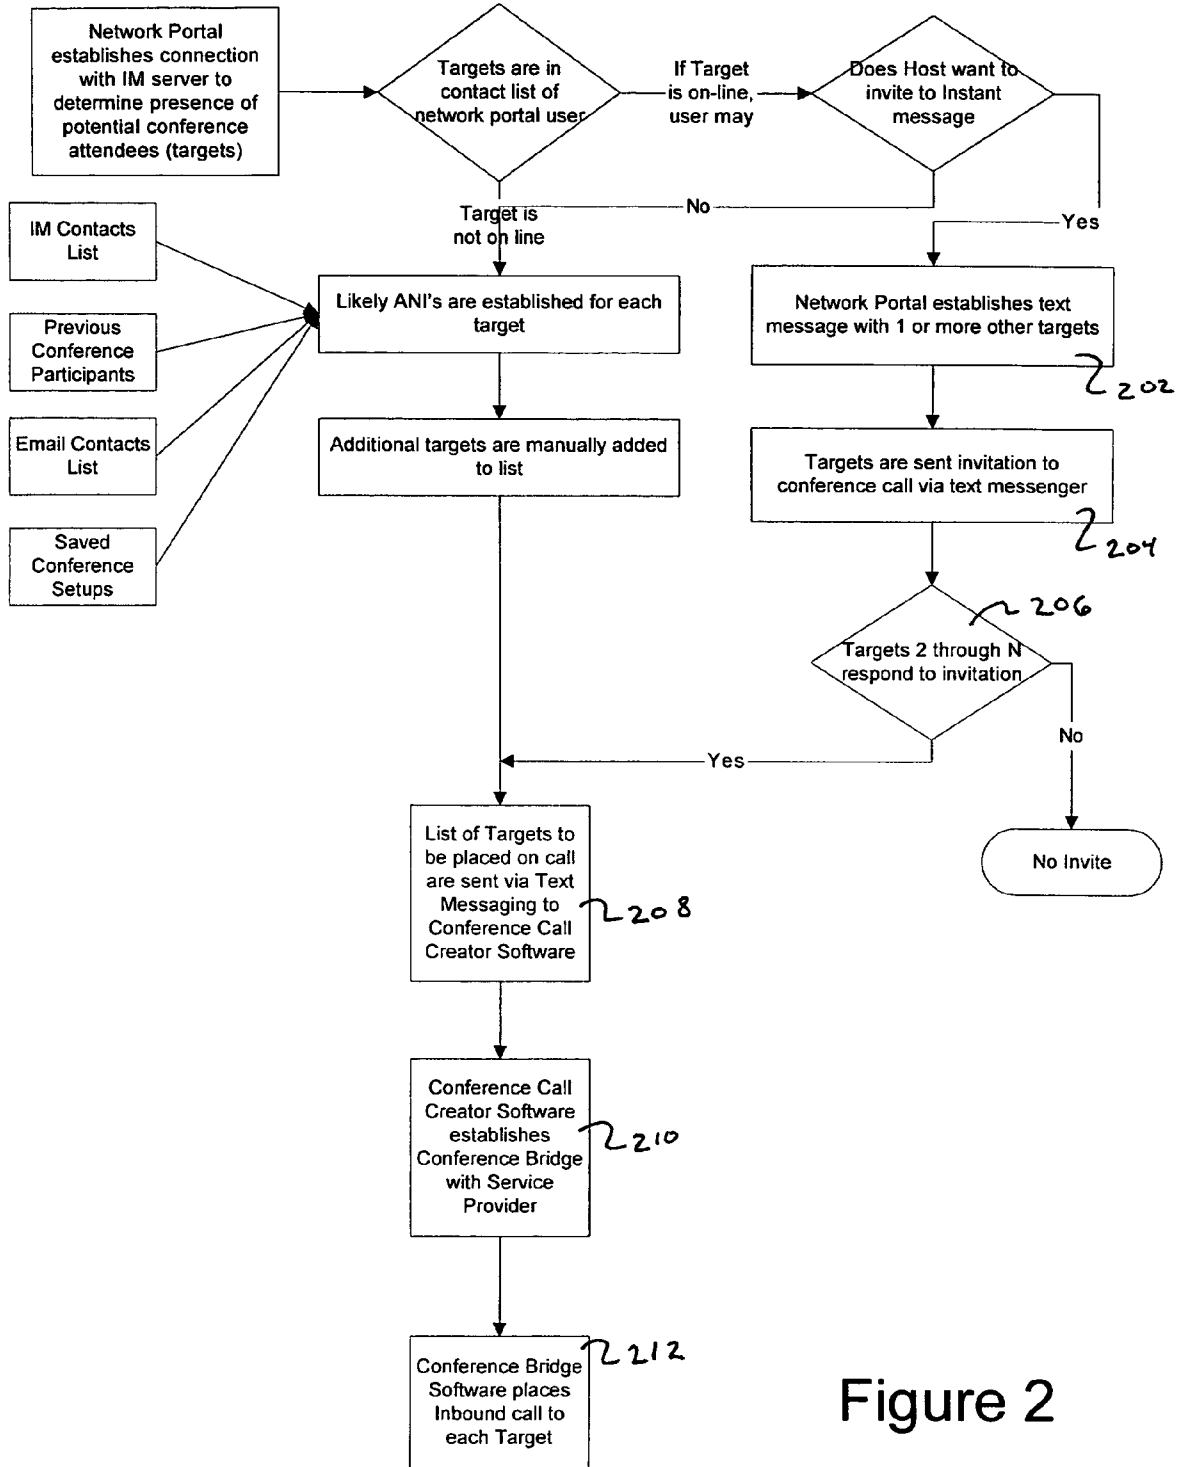 Network Portal
establishes connection
with IM server to
determine presence of
potential conference
attendees (targets)
Targets are in
contact list of
network portal user
If Target
is on-line,
user may
Does Host want to
invite to Instant
message
No
Yes
Target is
not on line
IM Contacts
List
Previous
Conference
Participants
Email Contacts
List
Saved
Conference
Setups
Likely ANI's are established for each
target
Additional targets are manually added
to list
Network Portal establishes text
message with 1 or more other targets
202
Targets are sent invitation to
conference call via text messenger
204
206
Targets 2 through N
respond to invitation
No
Yes
No Invite
List of Targets to
be placed on call
are sent via Text
Messaging to
Conference Call
Creator Software
208
Conference Call
Creator Software
establishes
Conference Bridge
with Service
Provider
210
Conference Bridge
Software places
Inbound call to
each Target
212
Figure 2